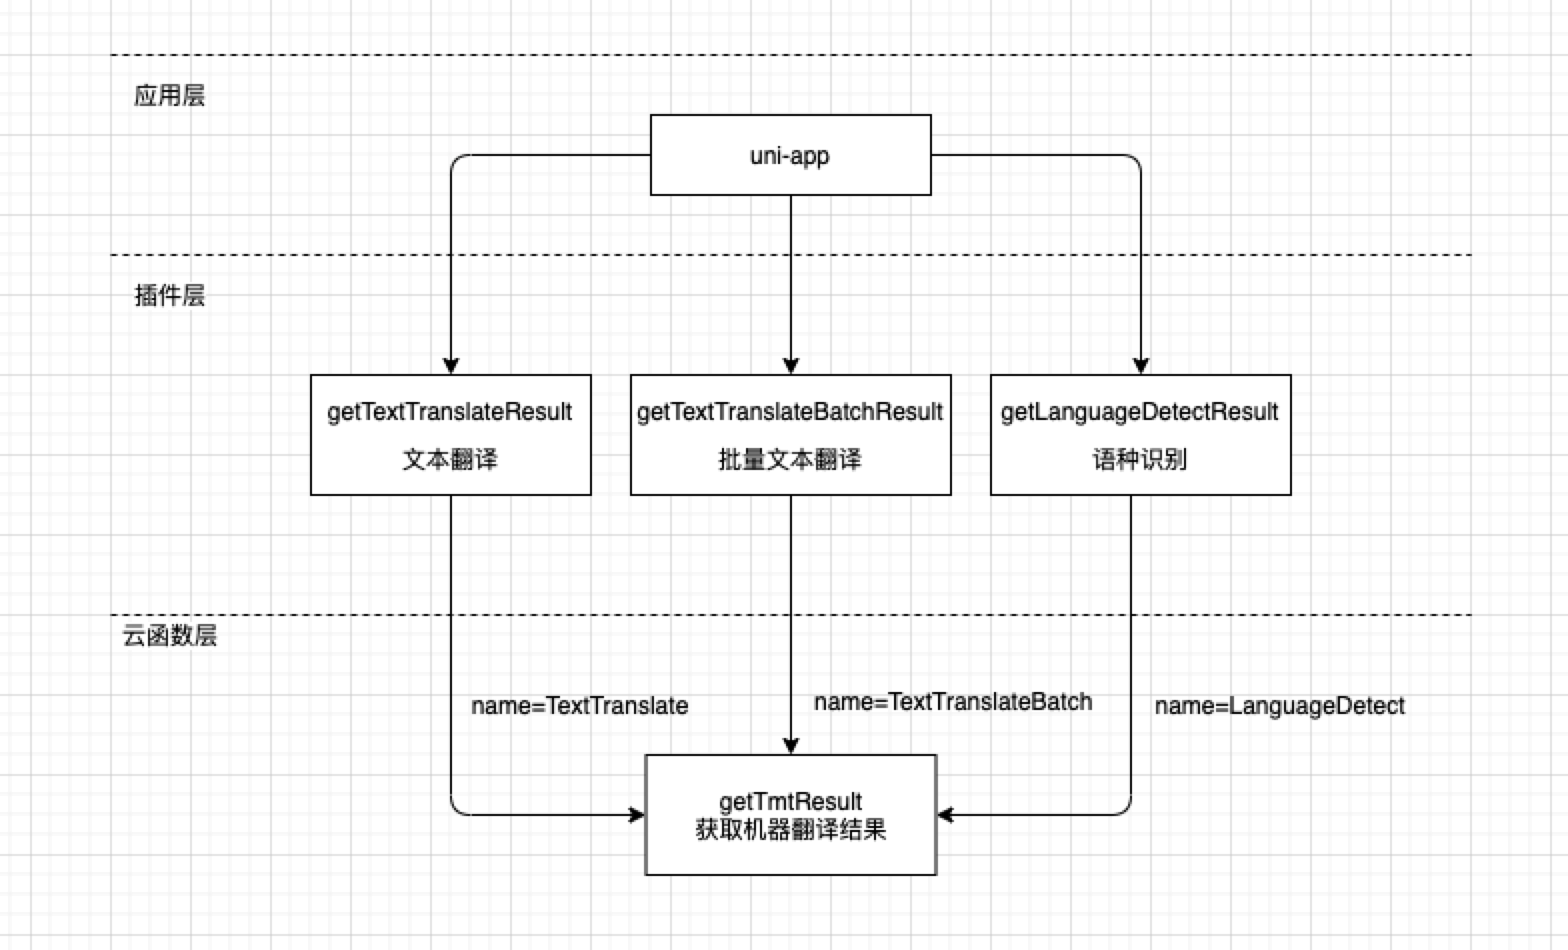 应用层
uni-app
插件层
getTextTranslateResult
文本翻译
getTextTranslateBatchResult
批量文本翻译
getLanguageDetectResult
语种识别
云函数层
name=TextTranslate
name=TextTranslateBatch
name=LanguageDetect
getTmtResult
获取机器翻译结果